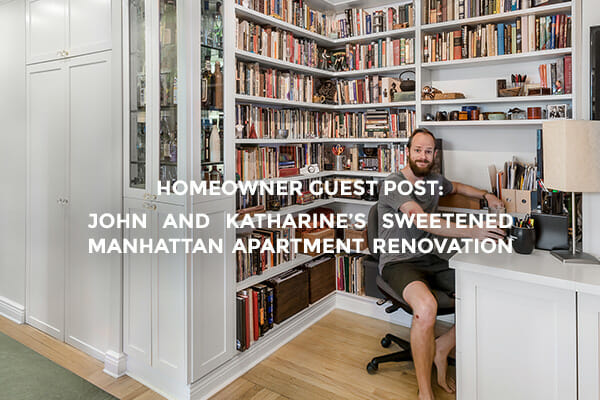 HOMEOWNER GUEST POST:
JOHN AND KATHARINE'S SWEETENED
MANHATTAN APARTMENT RENOVATION